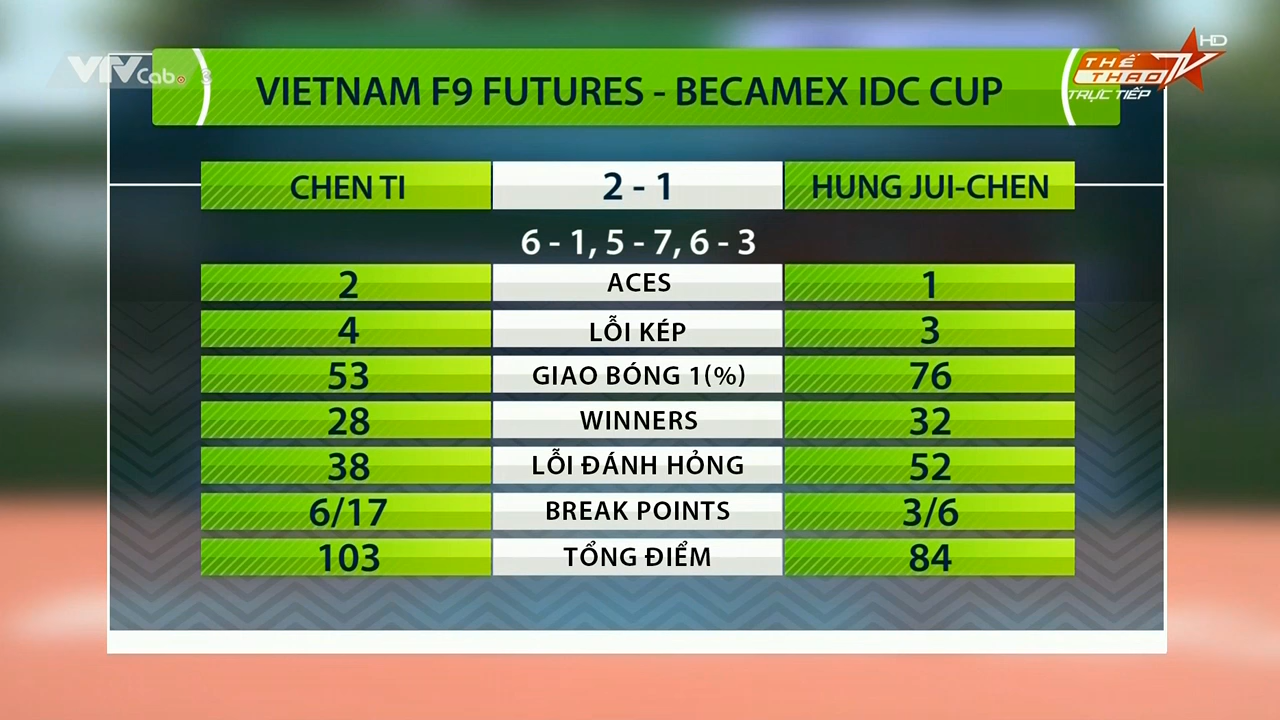 VTVCab 3
THỂ THAO TV HD
TRỰC TIẾP
VIETNAM F9 FUTURES - BECAMEX IDC CUP
CHEN TI 2 - 1 HUNG JUI-CHEN
6 - 1, 5 - 7, 6 - 3
2 ACES 1
4 LỖI KÉP 3
53 GIAO BÓNG 1(%) 76
28 WINNERS 32
38 LỖI ĐÁNH HỎNG 52
6/17 BREAK POINTS 3/6
103 TỔNG ĐIỂM 84